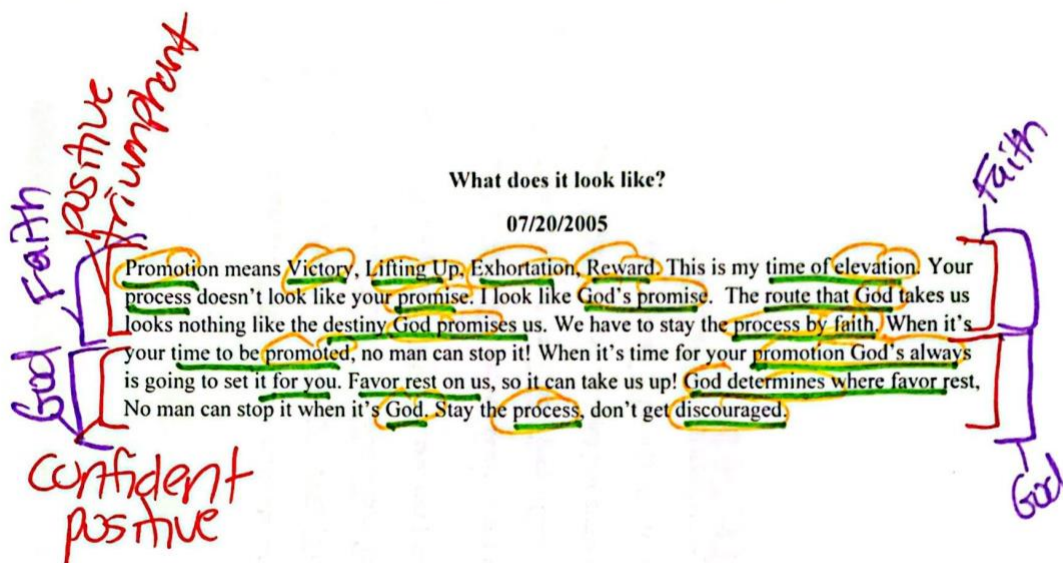 positive
triumphant
Faith
God
confident
positive
What does it look like?
07/20/2005
Promotion means Victory, Lifting Up, Exhortation, Reward. This is my time of elevation. Your
process doesn't look like your promise. I look like God's promise.  The route that God takes us
looks nothing like the destiny God promises us. We have to stay the process by faith. When it's
your time to be promoted, no man can stop it! When it's time for your promotion God's always
is going to set it for you. Favor rest on us, so it can take us up! God determines where favor rest,
No man can stop it when it's God. Stay the process, don't get discouraged.
Faith
God